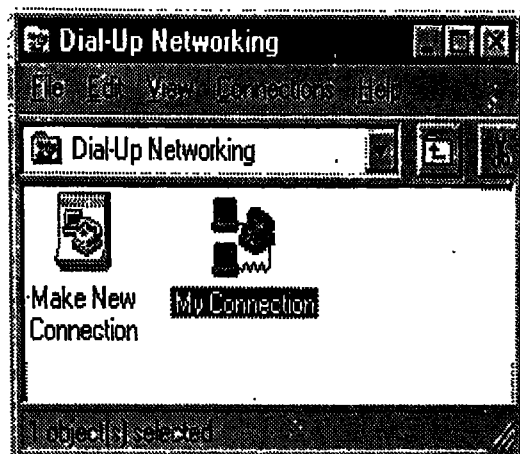 Dial-Up Networking
File Edit View Connections Help
Dial-Up Networking
Make New
Connection
My Connection
1 object(s) selected